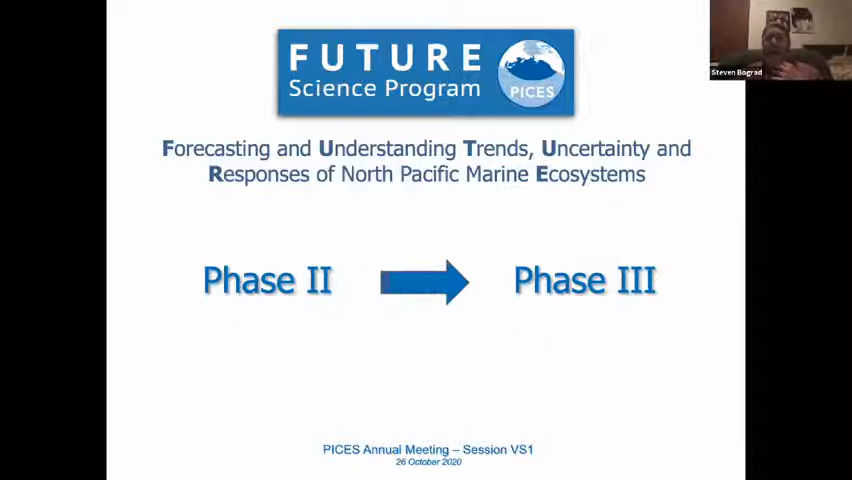 FUTURE
Science Program
PICES
Steven Bograd
Forecasting and Understanding Trends, Uncertainty and
Responses of North Pacific Marine Ecosystems
Phase II
Phase III
PICES Annual Meeting – Session VS1
26 October 2020